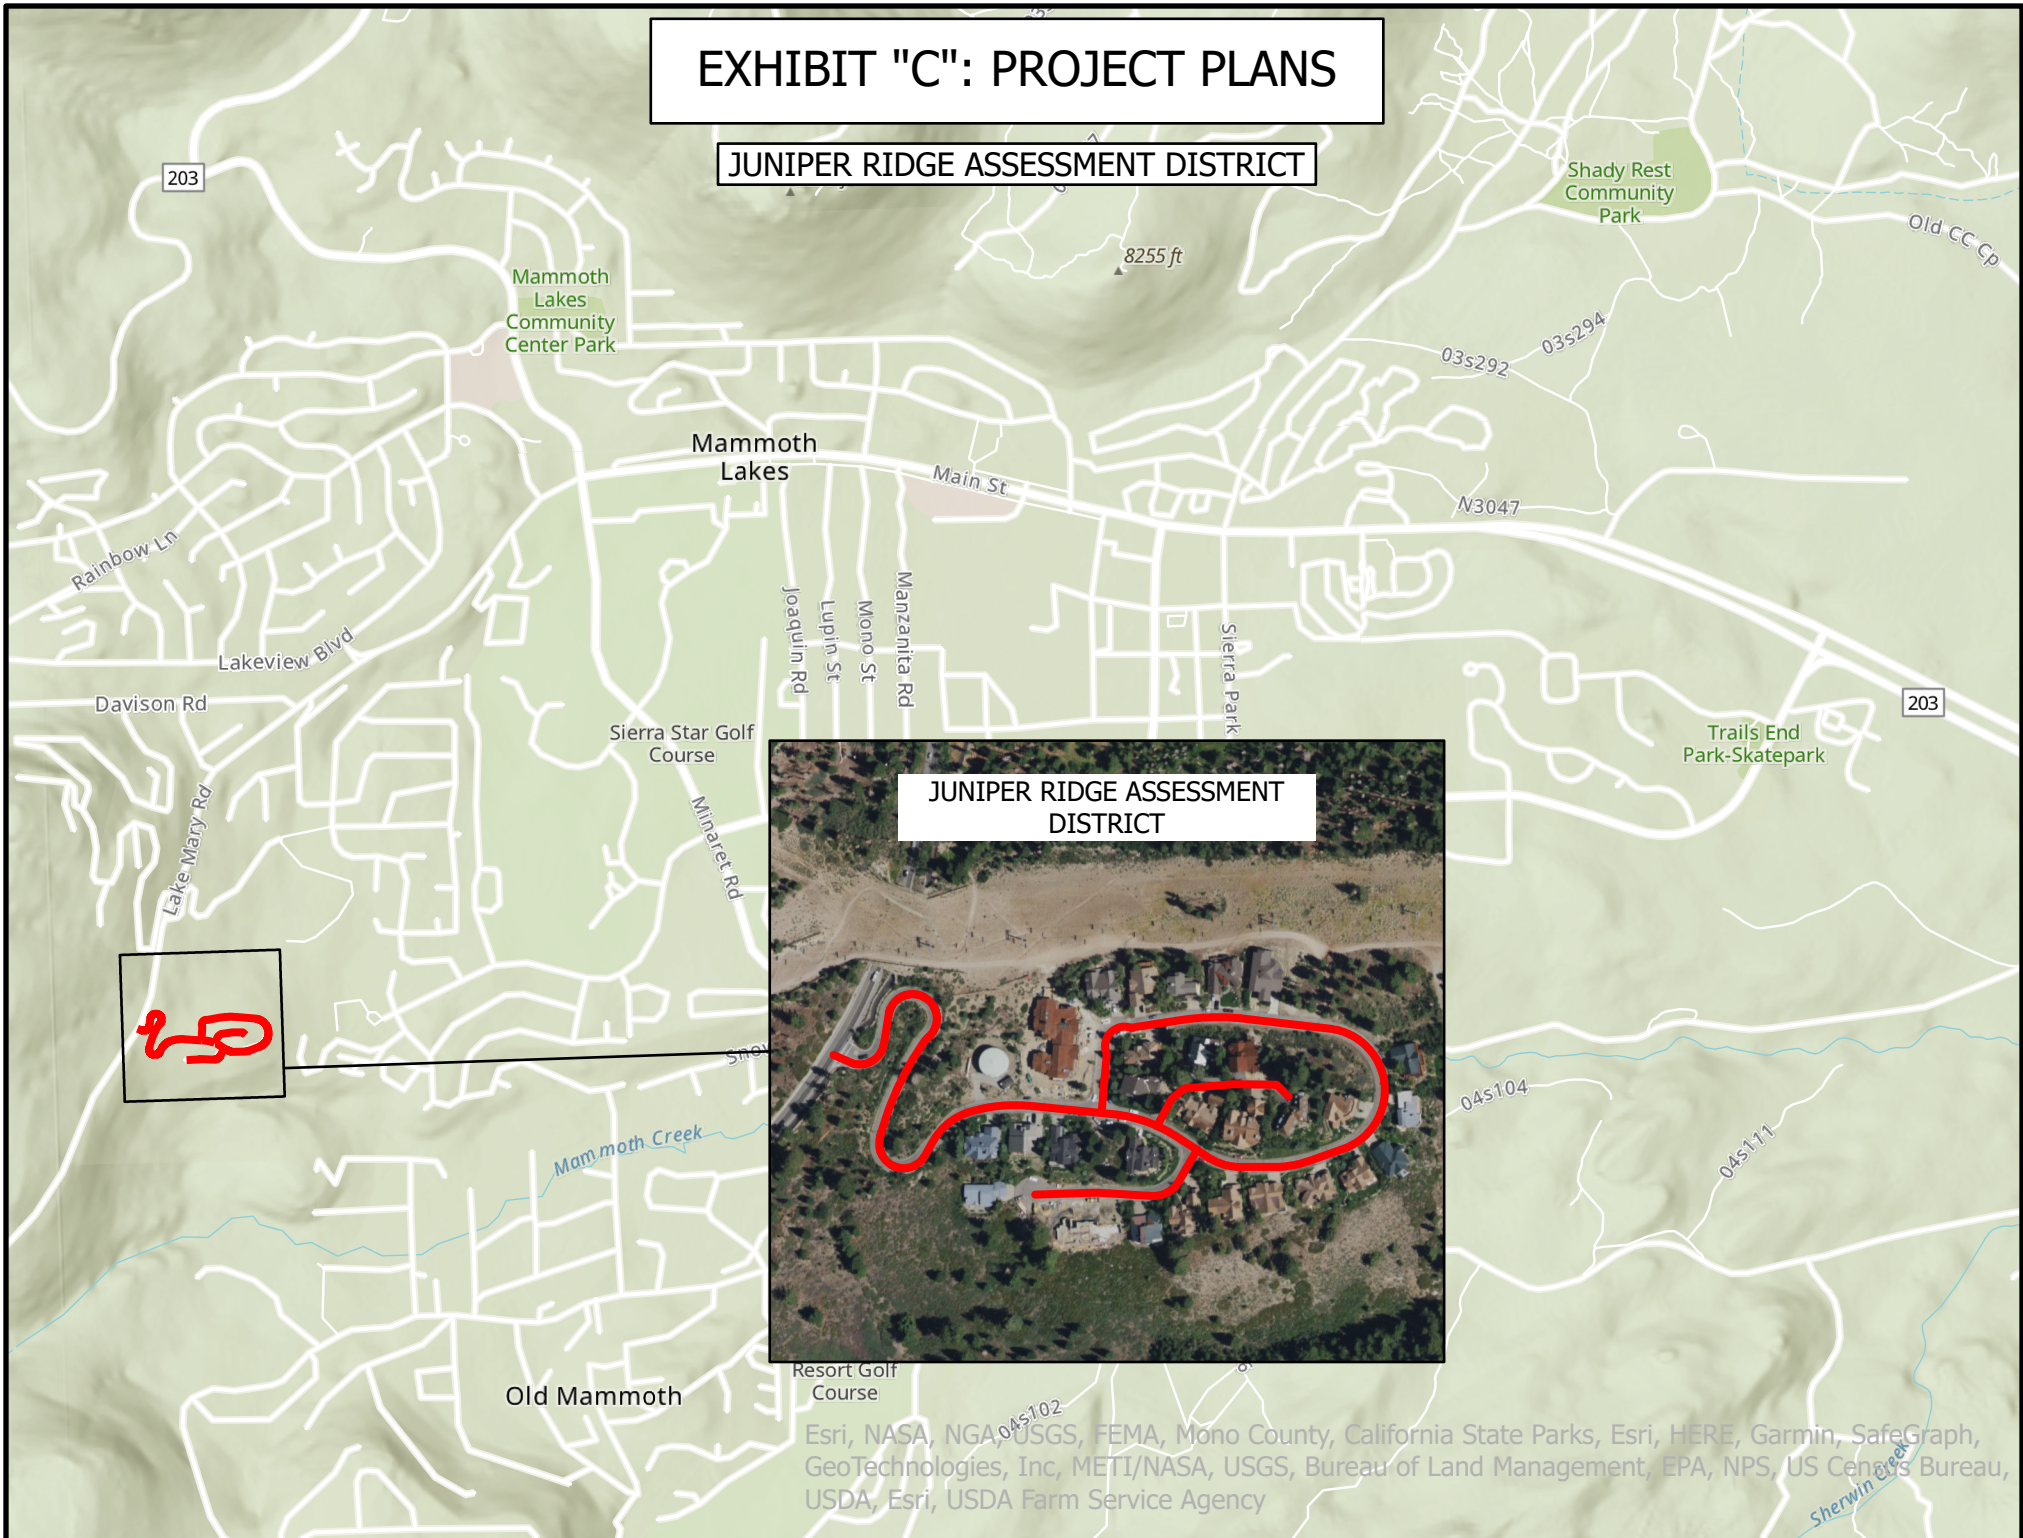 EXHIBIT "C": PROJECT PLANS
JUNIPER RIDGE ASSESSMENT DISTRICT
203
Shady Rest
Community
Park
Old CC Cp
8255 ft
Mammoth
Lakes
Community
Center Park
03s294
03s292
Mammoth
Lakes
Main St
N3047
Rainbow Ln
Joaquin Rd
Lupin St
Mono St
Manzanita Rd
Sierra Park
Lakeview Blvd
Davison Rd
203
Sierra Star Golf
Course
Trails End
Park-Skatepark
Minaret Rd
Lake Mary Rd
JUNIPER RIDGE ASSESSMENT
DISTRICT
04s104
04s111
Mammoth Creek
Old Mammoth
Resort Golf
Course
04s102
Sherwin Creek
Esri, NASA, NGA, USGS, FEMA, Mono County, California State Parks, Esri, HERE, Garmin, SafeGraph,
GeoTechnologies, Inc, METI/NASA, USGS, Bureau of Land Management, EPA, NPS, US Census Bureau,
USDA, Esri, USDA Farm Service Agency